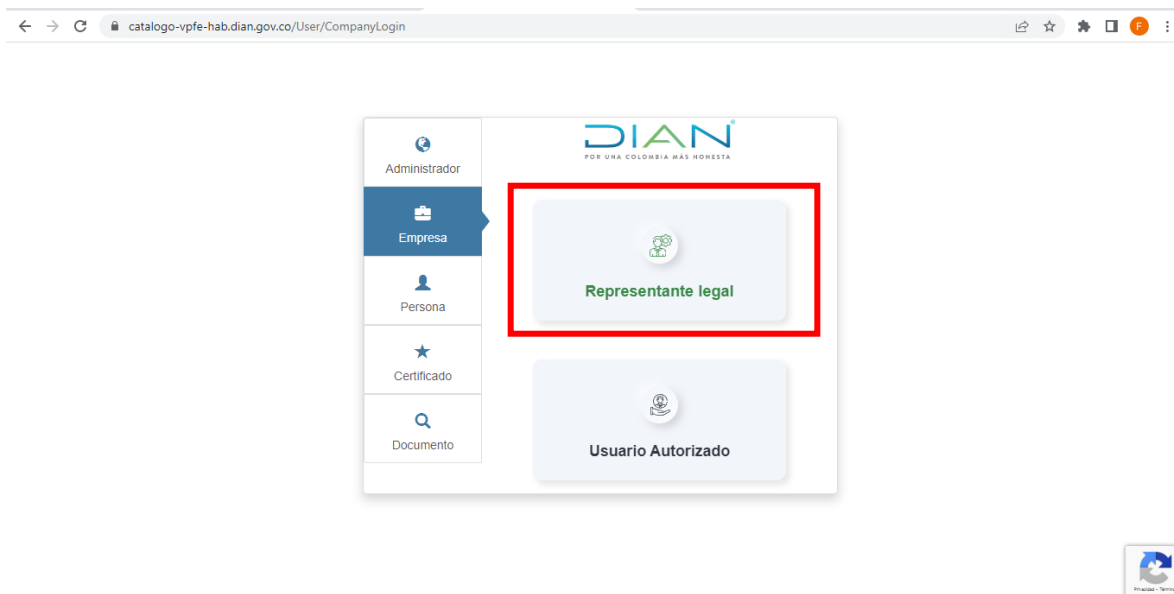 catalogo-vpfe-hab.dian.gov.co/User/CompanyLogin
F
DIAN
POR UNA COLOMBIA MÁS HONESTA
Administrador
Empresa
Persona
Certificado
Documento
Representante legal
Usuario Autorizado